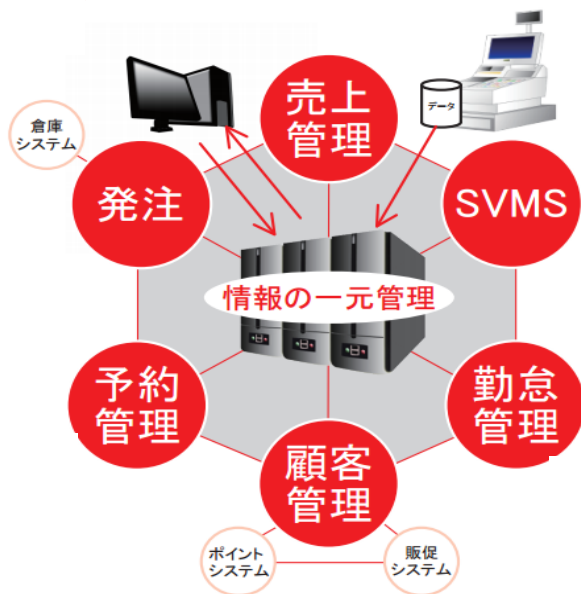 売上
管理
データ
倉庫
システム
発注
SVMS
情報の一元管理
予約
管理
勤怠
管理
顧客
管理
ポイント
システム
販促
システム